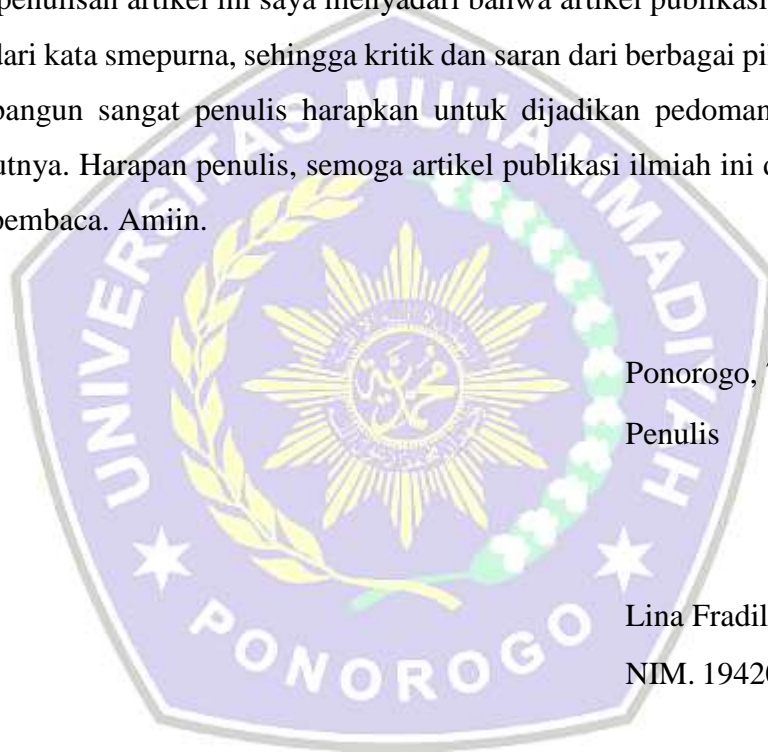 penulisan artikel ini saya menyadari bahwa artikel publikasi
dari kata smepurna, sehingga kritik dan saran dari berbagai
bangun sangat penulis harapkan untuk dijadikan pedoman
utnya. Harapan penulis, semoga artikel publikasi ilmiah ini
pembaca. Amiin.
UNIVERSITAS MUHAMMADIYAH
Ponorogo,
Penulis
PONOROGO
Lina
NIM. 1942